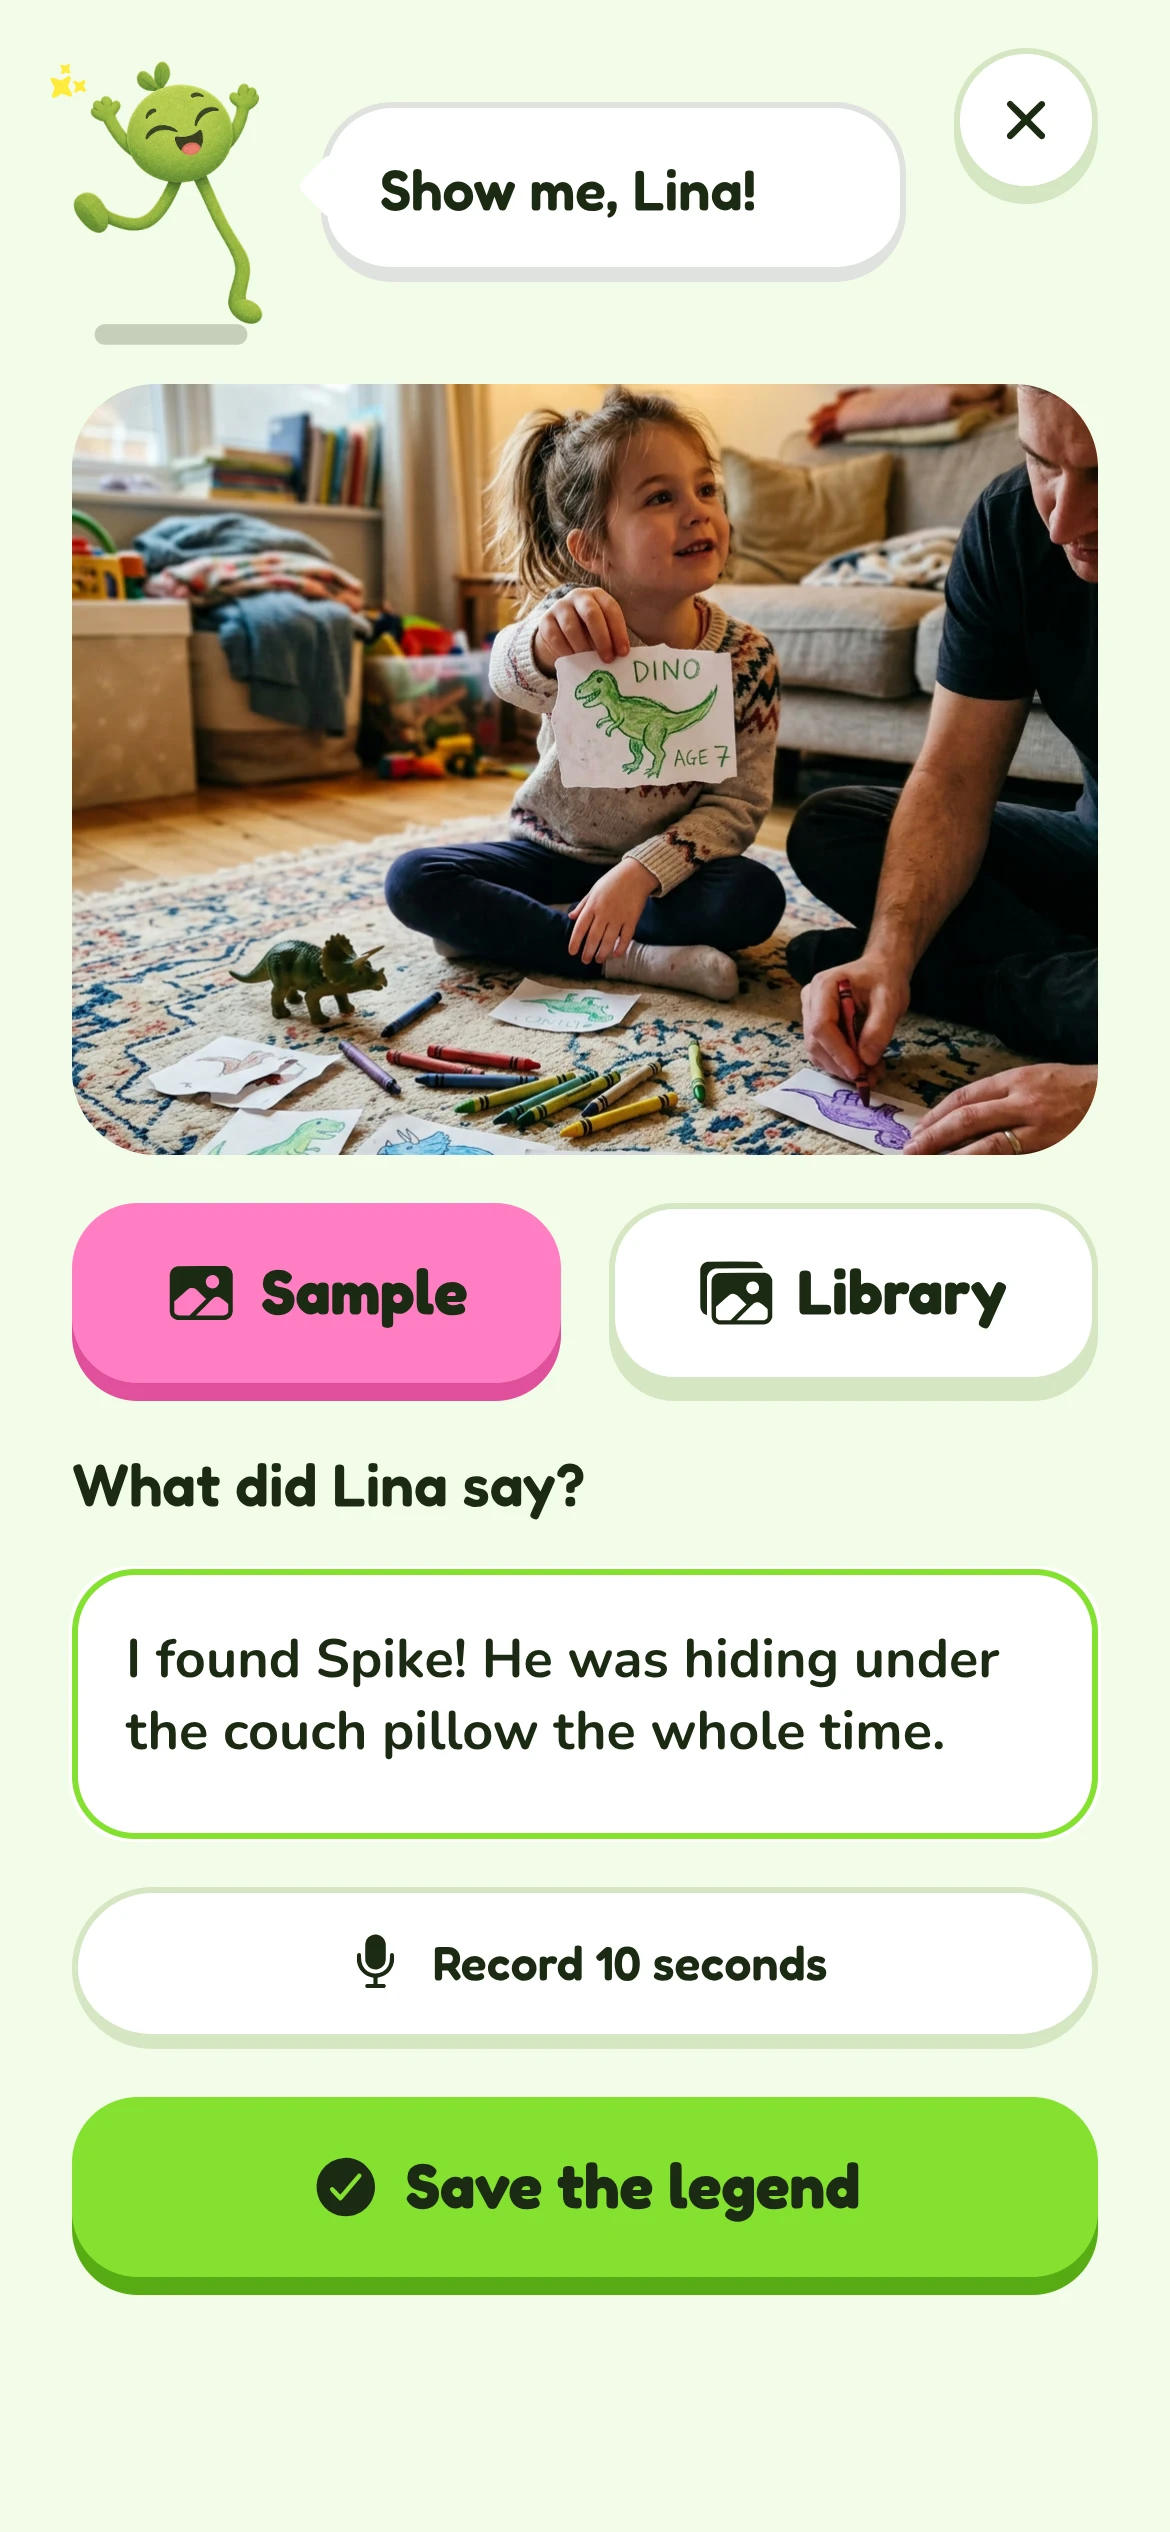 Show me, Lina!
DINO
AGE 7
Sample
Library
What did Lina say?
I found Spike! He was hiding under
the couch pillow the whole time.
Record 10 seconds
Save the legend